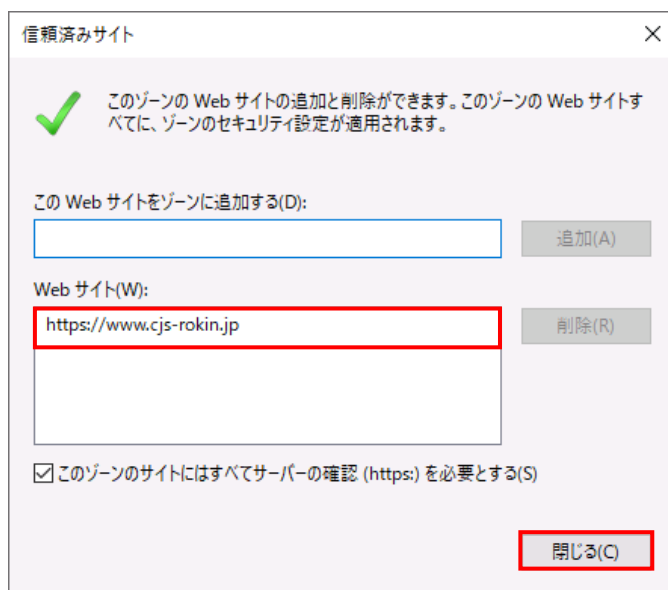 信頼済みサイト
このゾーンの Web サイトの追加と削除ができます。このゾーンの Web サイトす
べてに、ゾーンのセキュリティ設定が適用されます。
この Web サイトをゾーンに追加する(D):
追加(A)
Web サイト(W):
https://www.cjs-rokin.jp
削除(R)
このゾーンのサイトにはすべてサーバーの確認 (https:) を必要とする(S)
閉じる(C)